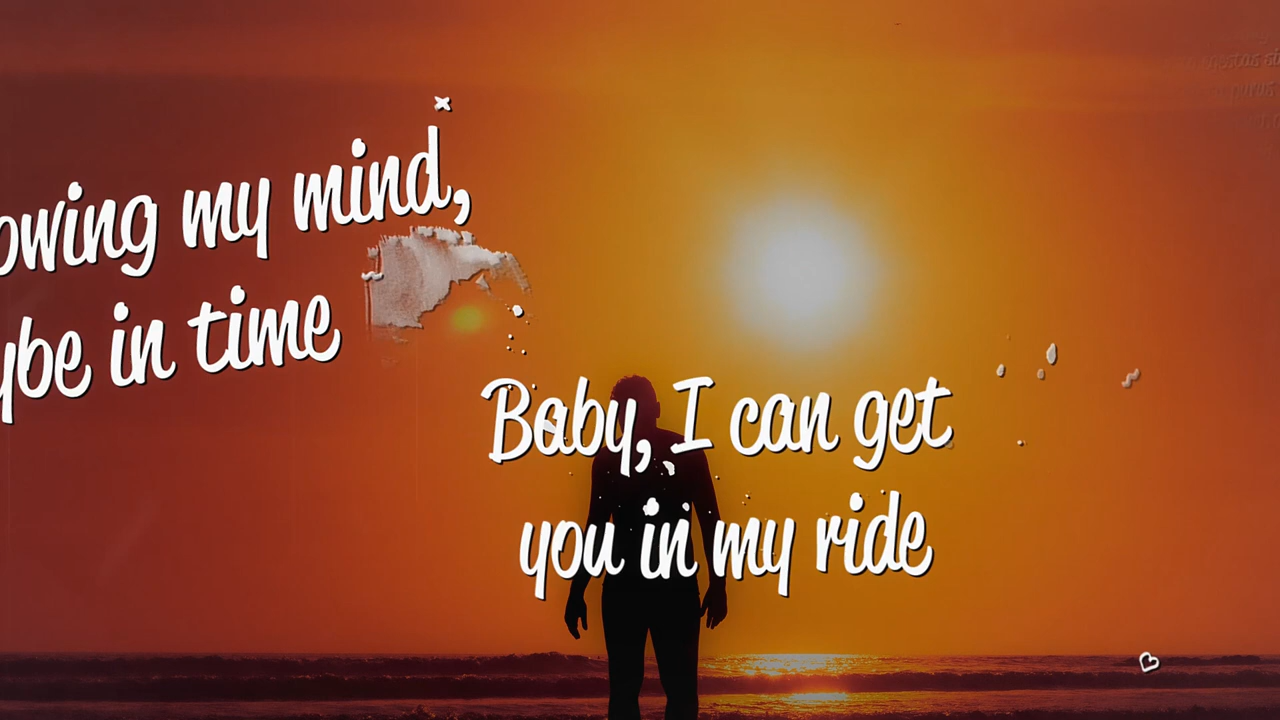 owing my mind,
ybe in time
Baby, I can get
you in my ride